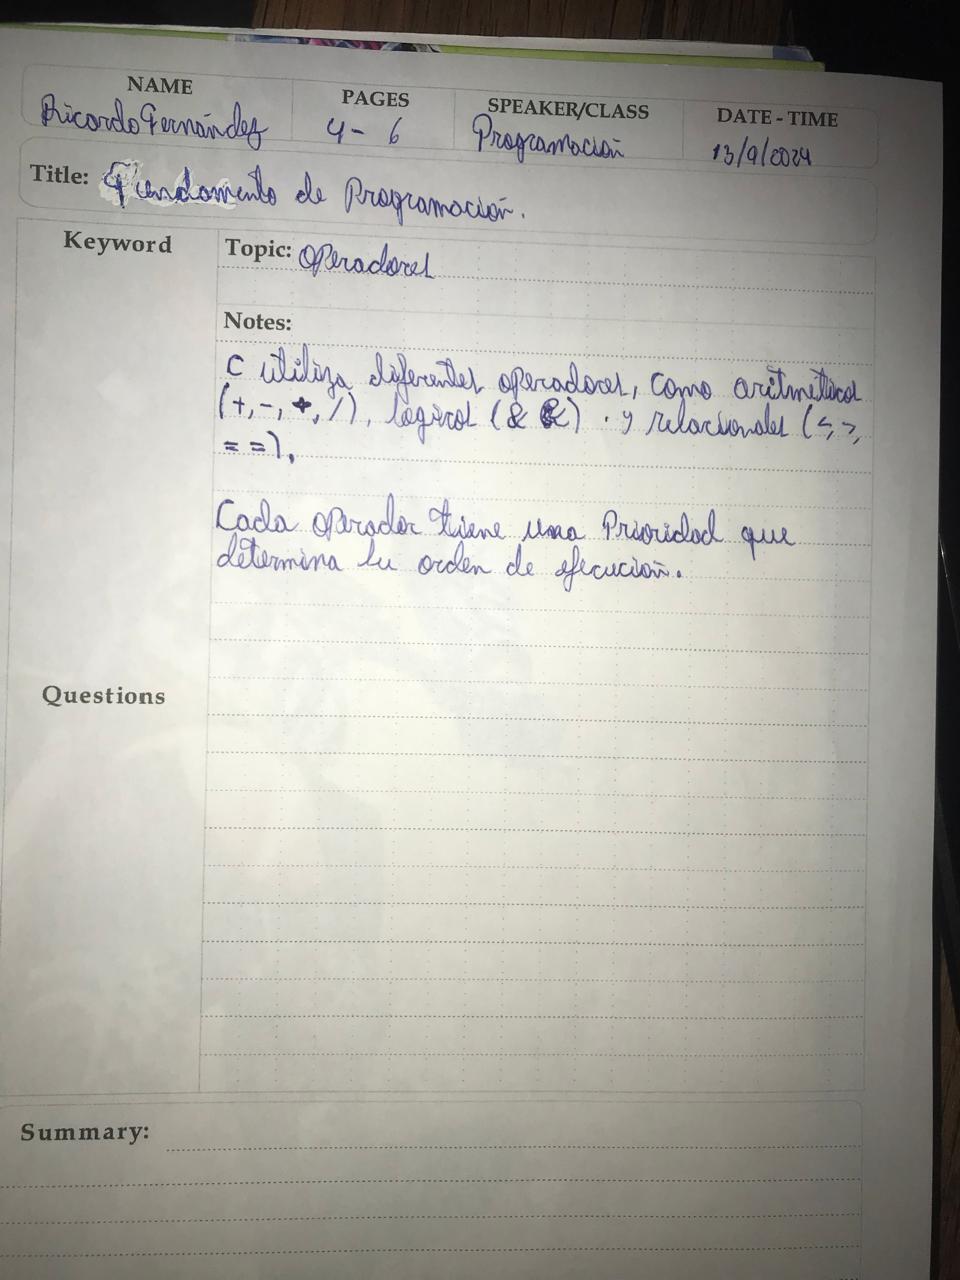 NAME PAGES SPEAKER/CLASS DATE - TIME
Ricardo Fernández 4 - 6 Programación 13/9/2024
Title: Fundamento de Programación.
Keyword
Topic: Operadores
Notes:
C utiliza diferentes operadores, como aritmeticos
(+, -, *, /), logicos (& &) . y relacionales (<, >,
= =).
Cada operador tiene una Prioridad que
determina su orden de ejecución.
Questions
Summary: